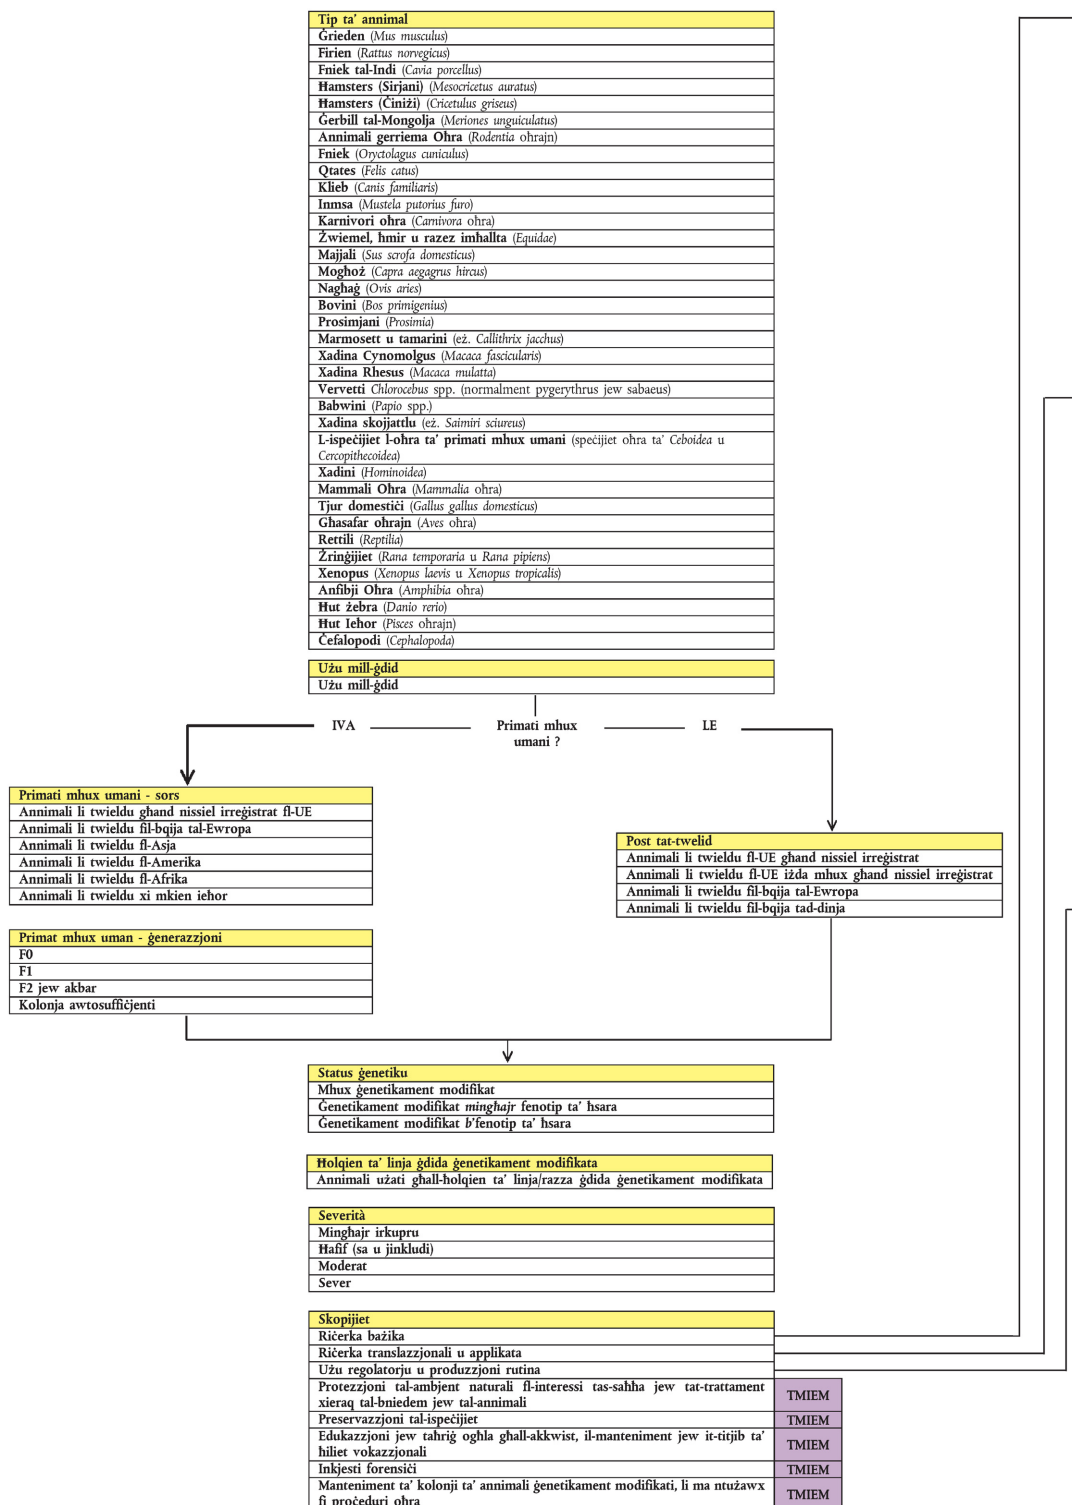 Tip ta' annimal
Ġrieden (Mus musculus)
Firien (Rattus norvegicus)
Fniek tal-Indi (Cavia porcellus)
Ħamsters (Sirjani) (Mesocricetus auratus)
Ħamsters (Ċiniżi) (Cricetulus griseus)
Ġerbill tal-Mongolja (Meriones unguiculatus)
Annimali gerriema Oħra (Rodentia oħrajn)
Fniek (Oryctolagus cuniculus)
Qtates (Felis catus)
Klieb (Canis familiaris)
Inmsa (Mustela putorius furo)
Karnivori oħra (Carnivora oħra)
Żwiemel, ħmir u razez imħallta (Equidae)
Majjali (Sus scrofa domesticus)
Mogħoż (Capra aegagrus hircus)
Nagħaġ (Ovis aries)
Bovini (Bos primigenius)
Prosimjani (Prosimia)
Marmosett u tamarini (eż. Callithrix jacchus)
Xadina Cynomolgus (Macaca fascicularis)
Xadina Rhesus (Macaca mulatta)
Vervetti Chlorocebus spp. (normalment pygerythrus jew sabaeus)
Babwini (Papio spp.)
Xadina skojjattlu (eż. Saimiri sciureus)
L-ispeċijiet l-oħra ta' primati mhux umani (speċijiet oħra ta' Ceboidea u
Cercopithecoidea)
Xadini (Hominoidea)
Mammali Oħra (Mammalia oħra)
Tjur domestiċi (Gallus gallus domesticus)
Għasafar oħrajn (Aves oħra)
Rettili (Reptilia)
Żrinġijiet (Rana temporaria u Rana pipiens)
Xenopus (Xenopus laevis u Xenopus tropicalis)
Anfibji Oħra (Amphibia oħra)
Ħut żebra (Danio rerio)
Ħut Ieħor (Pisces oħrajn)
Ċefalopodi (Cephalopoda)
Użu mill-ġdid
Użu mill-ġdid
IVA
Primati mhux
umani ?
LE
Primati mhux umani - sors
Annimali li twieldu għand nissiel irreġistrat fl-UE
Annimali li twieldu fil-bqija tal-Ewropa
Annimali li twieldu fl-Asja
Annimali li twieldu fl-Amerika
Annimali li twieldu fl-Afrika
Annimali li twieldu xi mkien ieħor
Post tat-twelid
Annimali li twieldu fl-UE għand nissiel irreġistrat
Annimali li twieldu fl-UE iżda mhux għand nissiel irreġistrat
Annimali li twieldu fil-bqija tal-Ewropa
Annimali li twieldu fil-bqija tad-dinja
Primat mhux uman - ġenerazzjoni
F0
F1
F2 jew akbar
Kolonja awtosuffiċjenti
Status ġenetiku
Mhux ġenetikament modifikat
Ġenetikament modifikat mingħajr fenotip ta' ħsara
Ġenetikament modifikat b'fenotip ta' ħsara
Ħolqien ta' linja ġdida ġenetikament modifikata
Annimali użati għall-ħolqien ta' linja/razza ġdida ġenetikament modifikata
Severità
Mingħajr irkupru
Ħafif (sa u jinkludi)
Moderat
Sever
Skopijiet
Riċerka bażika
Riċerka translazzjonali u applikata
Użu regolatorju u produzzjoni rutina
Protezzjoni tal-ambjent naturali fl-interessi tas-saħħa jew tat-trattament
xieraq tal-bniedem jew tal-annimali
TMIEM
Preservazzjoni tal-ispeċijiet
TMIEM
Edukazzjoni jew taħriġ ogħla għall-akkwist, il-manteniment jew it-titjib ta'
ħiliet vokazzjonali
TMIEM
Inkjesti forensiċi
TMIEM
Manteniment ta' kolonji ta' annimali ġenetikament modifikati, li ma ntużawx
fi proċeduri oħra
TMIEM